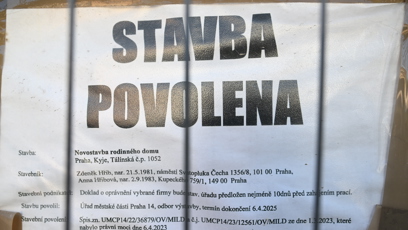 STAVBA
POVOLENA
Stavba: Novostavba rodinného domu
Praha, Kyje, Tálinská č.p. 1052
Stavebník: Zdeněk Hřib, nar. 21.5.1981, náměstí Svatopluka Čecha 1356/8, 101 00 Praha,
Anna Hřibová, nar. 2.9.1983, Kupeckého 759/1, 149 00 Praha
Stavební podnikatel: Doklad o oprávnění vybrané firmy bude stav. úřadu předložen nejméně 10dnů před zahájením prací.
Stavbu povolil: Úřad městské části Praha 14, odbor výstavby, termín dokončení 6.4.2025
Stavební povolení: Spis.zn. UMCP14/22/36879/OV/MILD č.j. UMCP14/23/12561/OV/MILD ze dne 2023, které
nabylo právní moci dne 6.4.2023